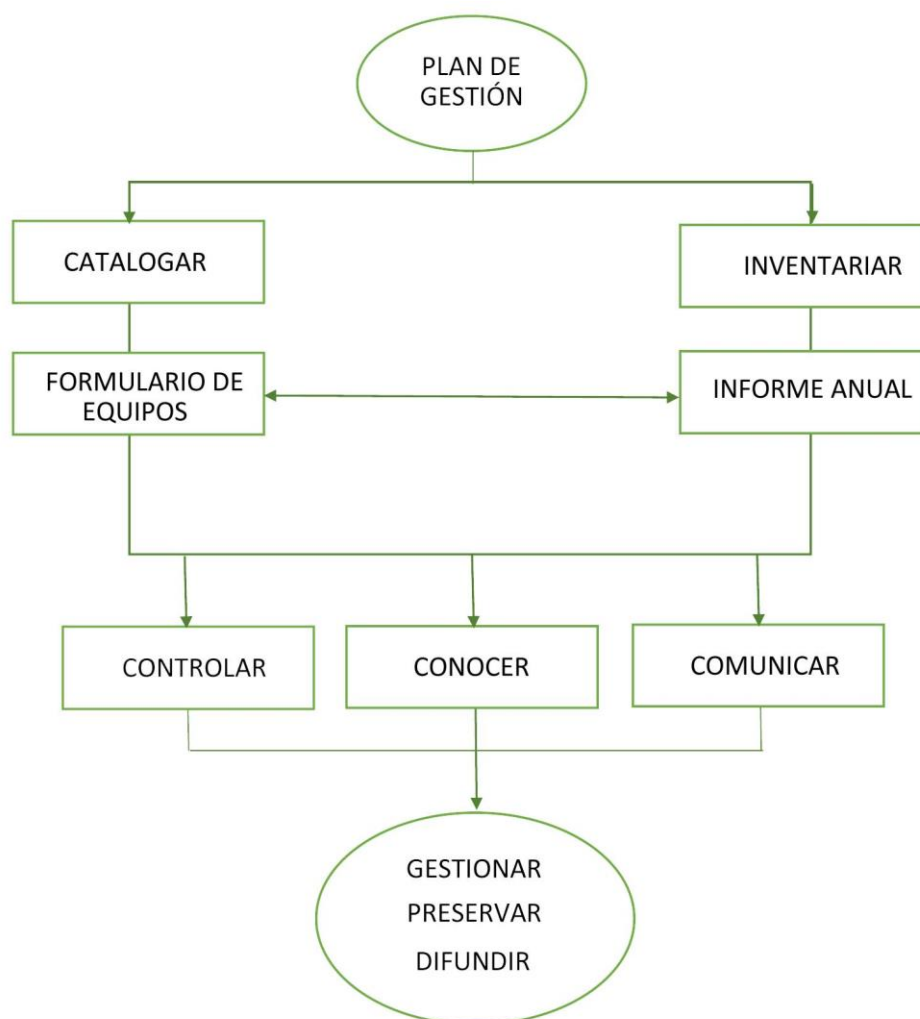 PLAN DE
GESTIÓN
CATALOGAR
INVENTARIAR
FORMULARIO DE
EQUIPOS
INFORME ANUAL
CONTROLAR
CONOCER
COMUNICAR
GESTIONAR
PRESERVAR
DIFUNDIR